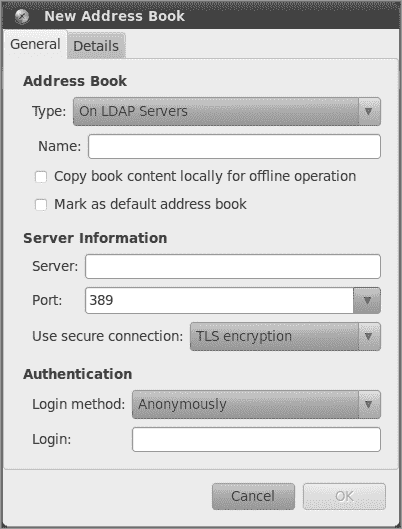 New Address Book
General Details
Address Book
Type: On LDAP Servers
Name:
Copy book content locally for offline operation
Mark as default address book
Server Information
Server:
Port: 389
Use secure connection: TLS encryption
Authentication
Login method: Anonymously
Login:
Cancel OK